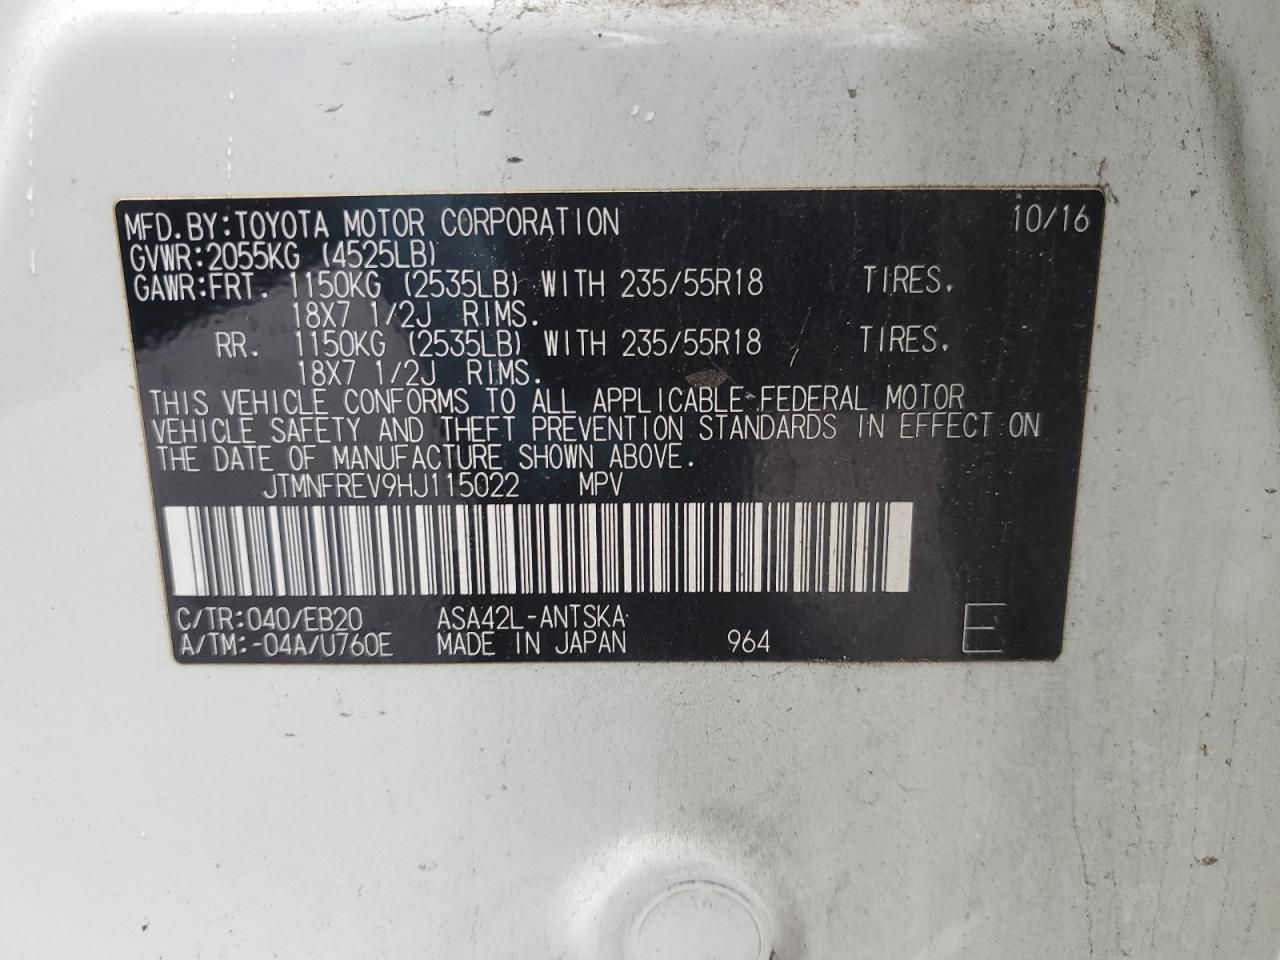 MFD.BY:TOYOTA MOTOR CORPORATION 10/16
GVWR:2055KG (4525LB)
GAWR:FRT. 1150KG (2535LB) WITH 235/55R18 TIRES.
18X7 1/2J RIMS.
RR. 1150KG (2535LB) WITH 235/55R18 TIRES.
18X7 1/2J RIMS.
THIS VEHICLE CONFORMS TO ALL APPLICABLE FEDERAL MOTOR
VEHICLE SAFETY AND THEFT PREVENTION STANDARDS IN EFFECT ON
THE DATE OF MANUFACTURE SHOWN ABOVE.
JTMNFREV9HJ115022 MPV
C/TR:040/EB20 ASA42L-ANTSKA
A/TM:-04A/U760E MADE IN JAPAN 964 E